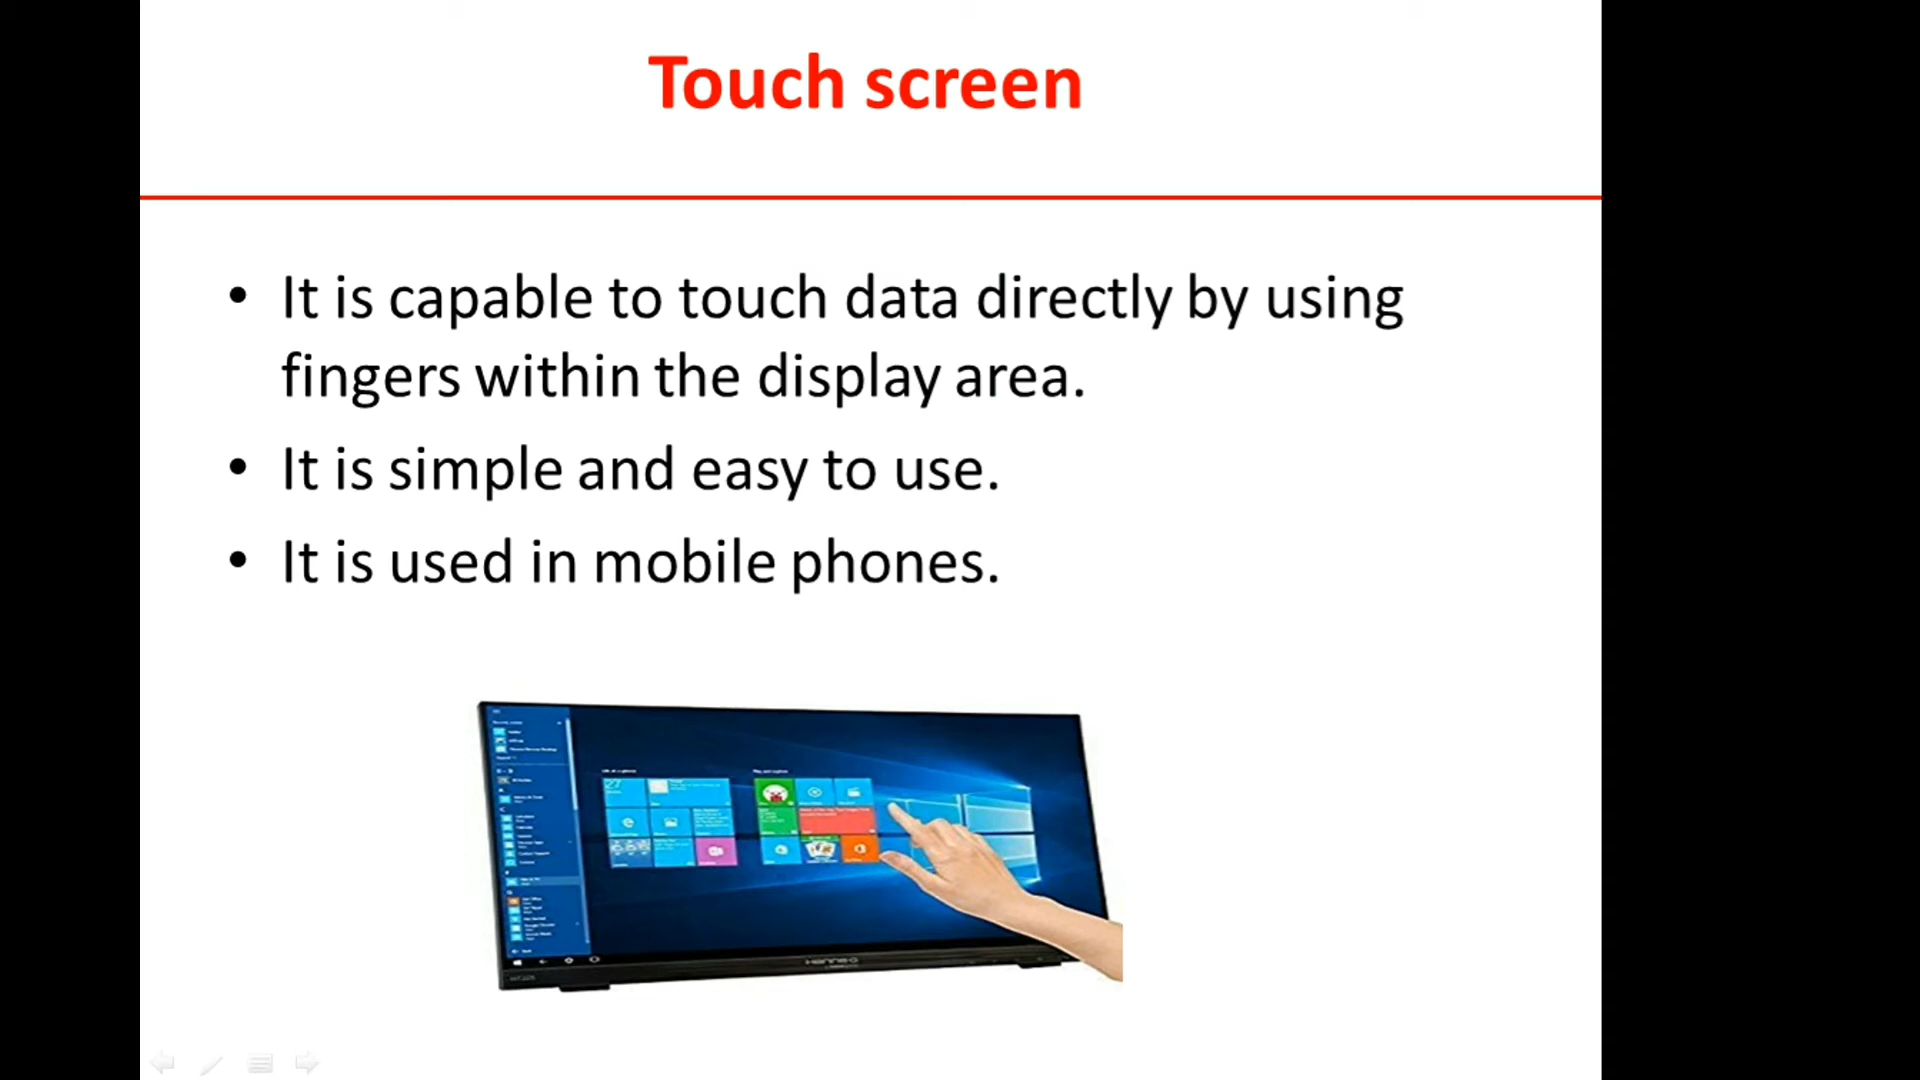 Touch screen
• It is capable to touch data directly by using
fingers within the display area.
• It is simple and easy to use.
• It is used in mobile phones.
27